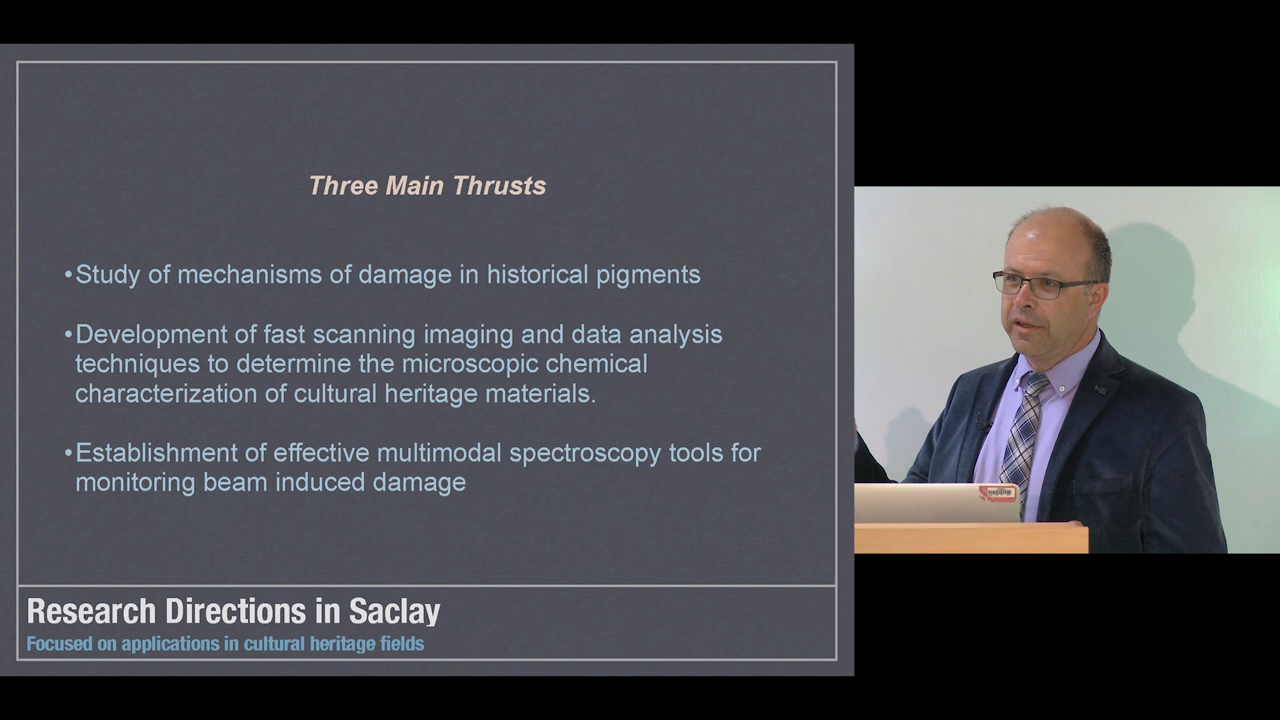 Three Main Thrusts
•Study of mechanisms of damage in historical pigments
•Development of fast scanning imaging and data analysis
techniques to determine the microscopic chemical
characterization of cultural heritage materials.
•Establishment of effective multimodal spectroscopy tools for
monitoring beam induced damage
Research Directions in Saclay
Focused on applications in cultural heritage fields